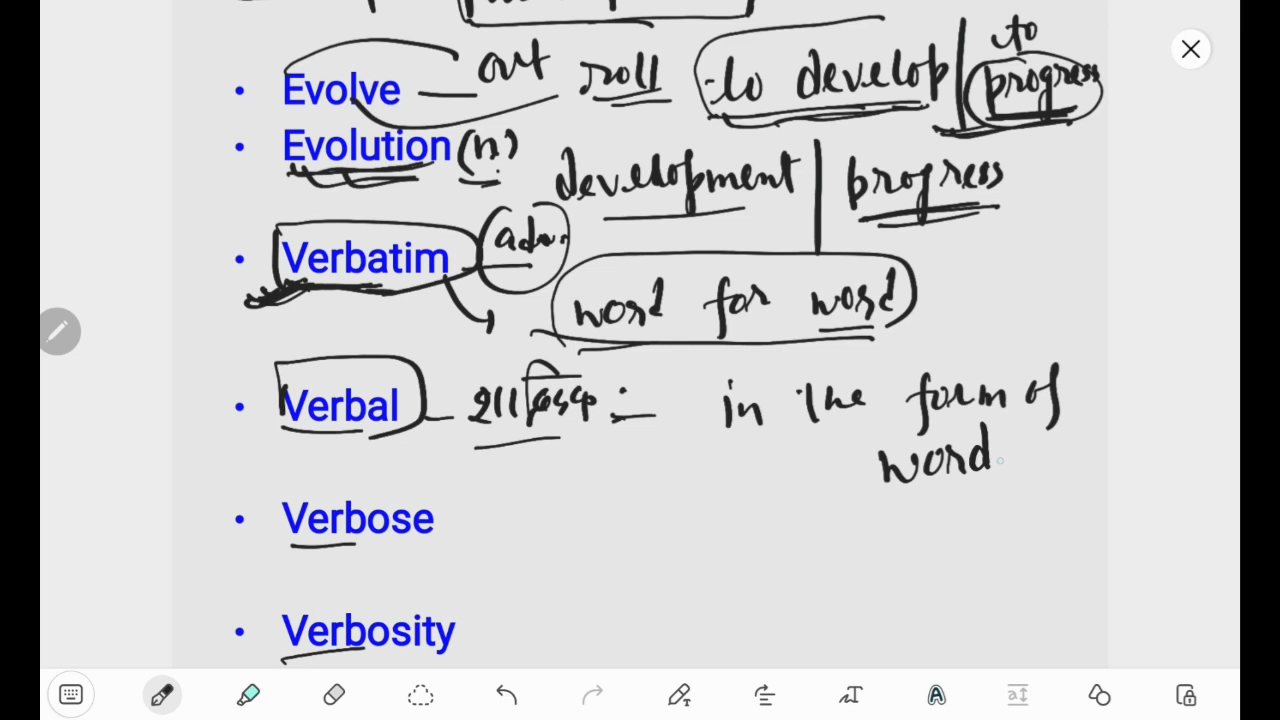 • Evolve — out roll to develop | to progress
• Evolution (n) development | progress
• Verbatim (adv. word for word
• Verbal — शाब्दिक :- in the form of word
• Verbose
• Verbosity